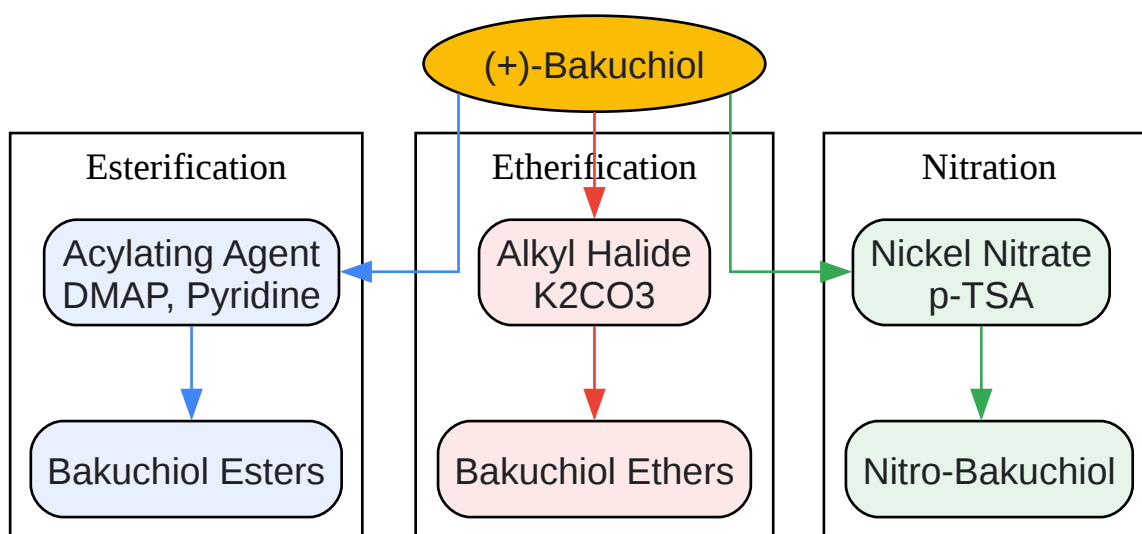 (+)-Bakuchiol
Esterification
Acylating Agent
DMAP, Pyridine
Bakuchiol Esters
Etherification
Alkyl Halide
K2CO3
Bakuchiol Ethers
Nitration
Nickel Nitrate
p-TSA
Nitro-Bakuchiol